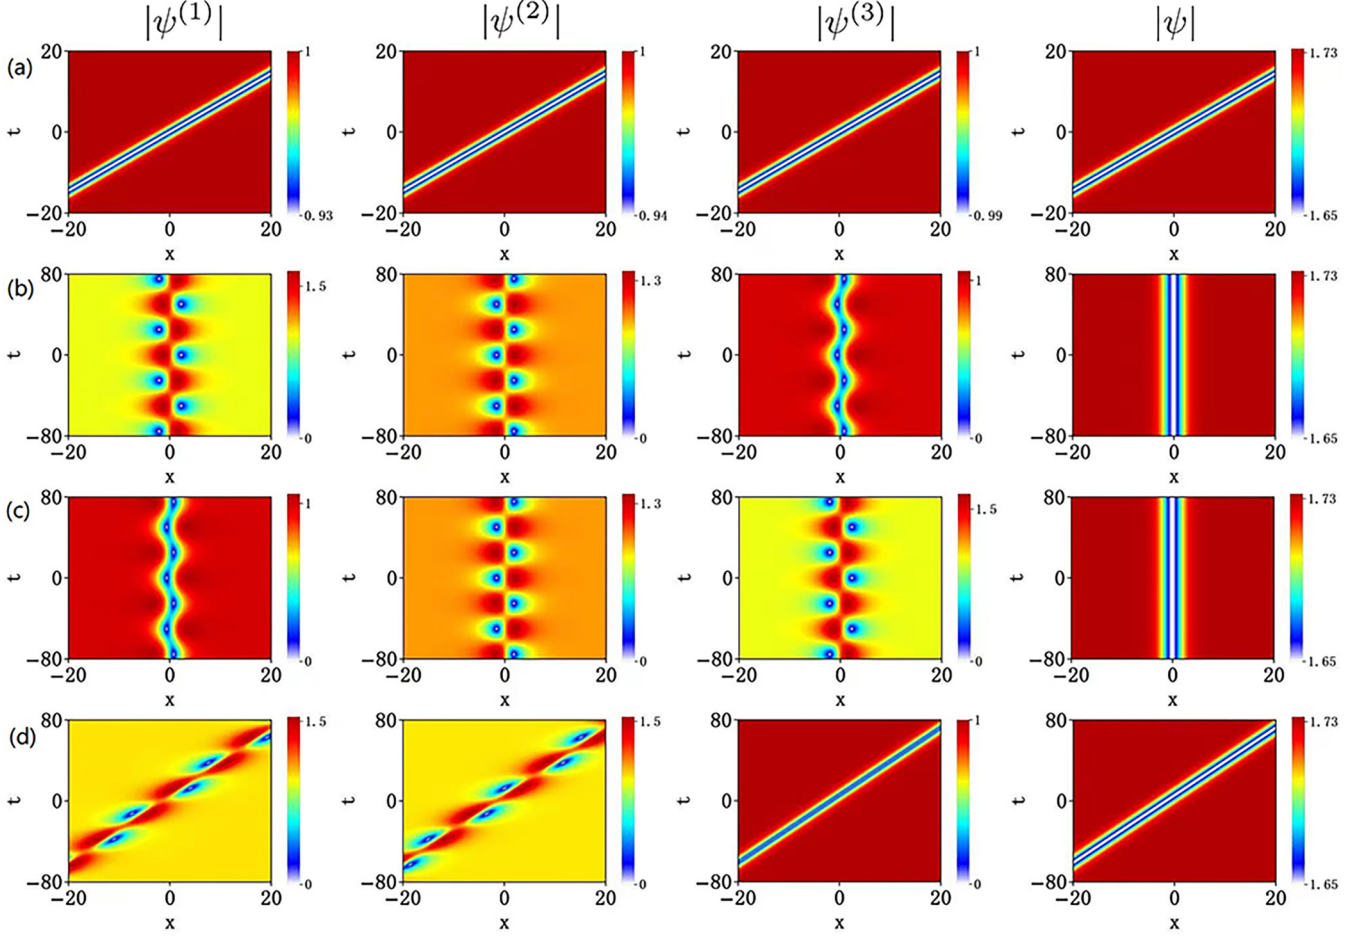 |ψ⁽¹⁾| |ψ⁽²⁾| |ψ⁽³⁾| |ψ|
(a)
20 0 −20 t −20 0 20 x 1 0.93
20 0 −20 t −20 0 20 x 1 0.94
20 0 −20 t −20 0 20 x 1 0.99
20 0 −20 t −20 0 20 x 1.73 1.65
(b)
80 0 −80 t −20 0 20 x 1.5 0
80 0 −80 t −20 0 20 x 1.3 0
80 0 −80 t −20 0 20 x 1 0
80 0 −80 t −20 0 20 x 1.73 1.65
(c)
80 0 −80 t −20 0 20 x 1 0
80 0 −80 t −20 0 20 x 1.3 0
80 0 −80 t −20 0 20 x 1.5 0
80 0 −80 t −20 0 20 x 1.73 1.65
(d)
80 0 −80 t −20 0 20 x 1.5 0
80 0 −80 t −20 0 20 x 1.5 0
80 0 −80 t −20 0 20 x 1 0
80 0 −80 t −20 0 20 x 1.73 1.65